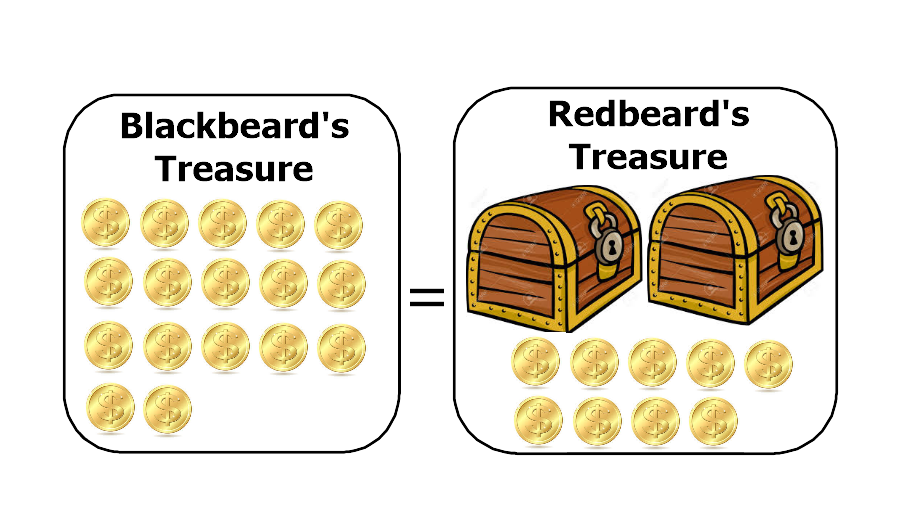 Blackbeard's
Treasure
=
Redbeard's
Treasure